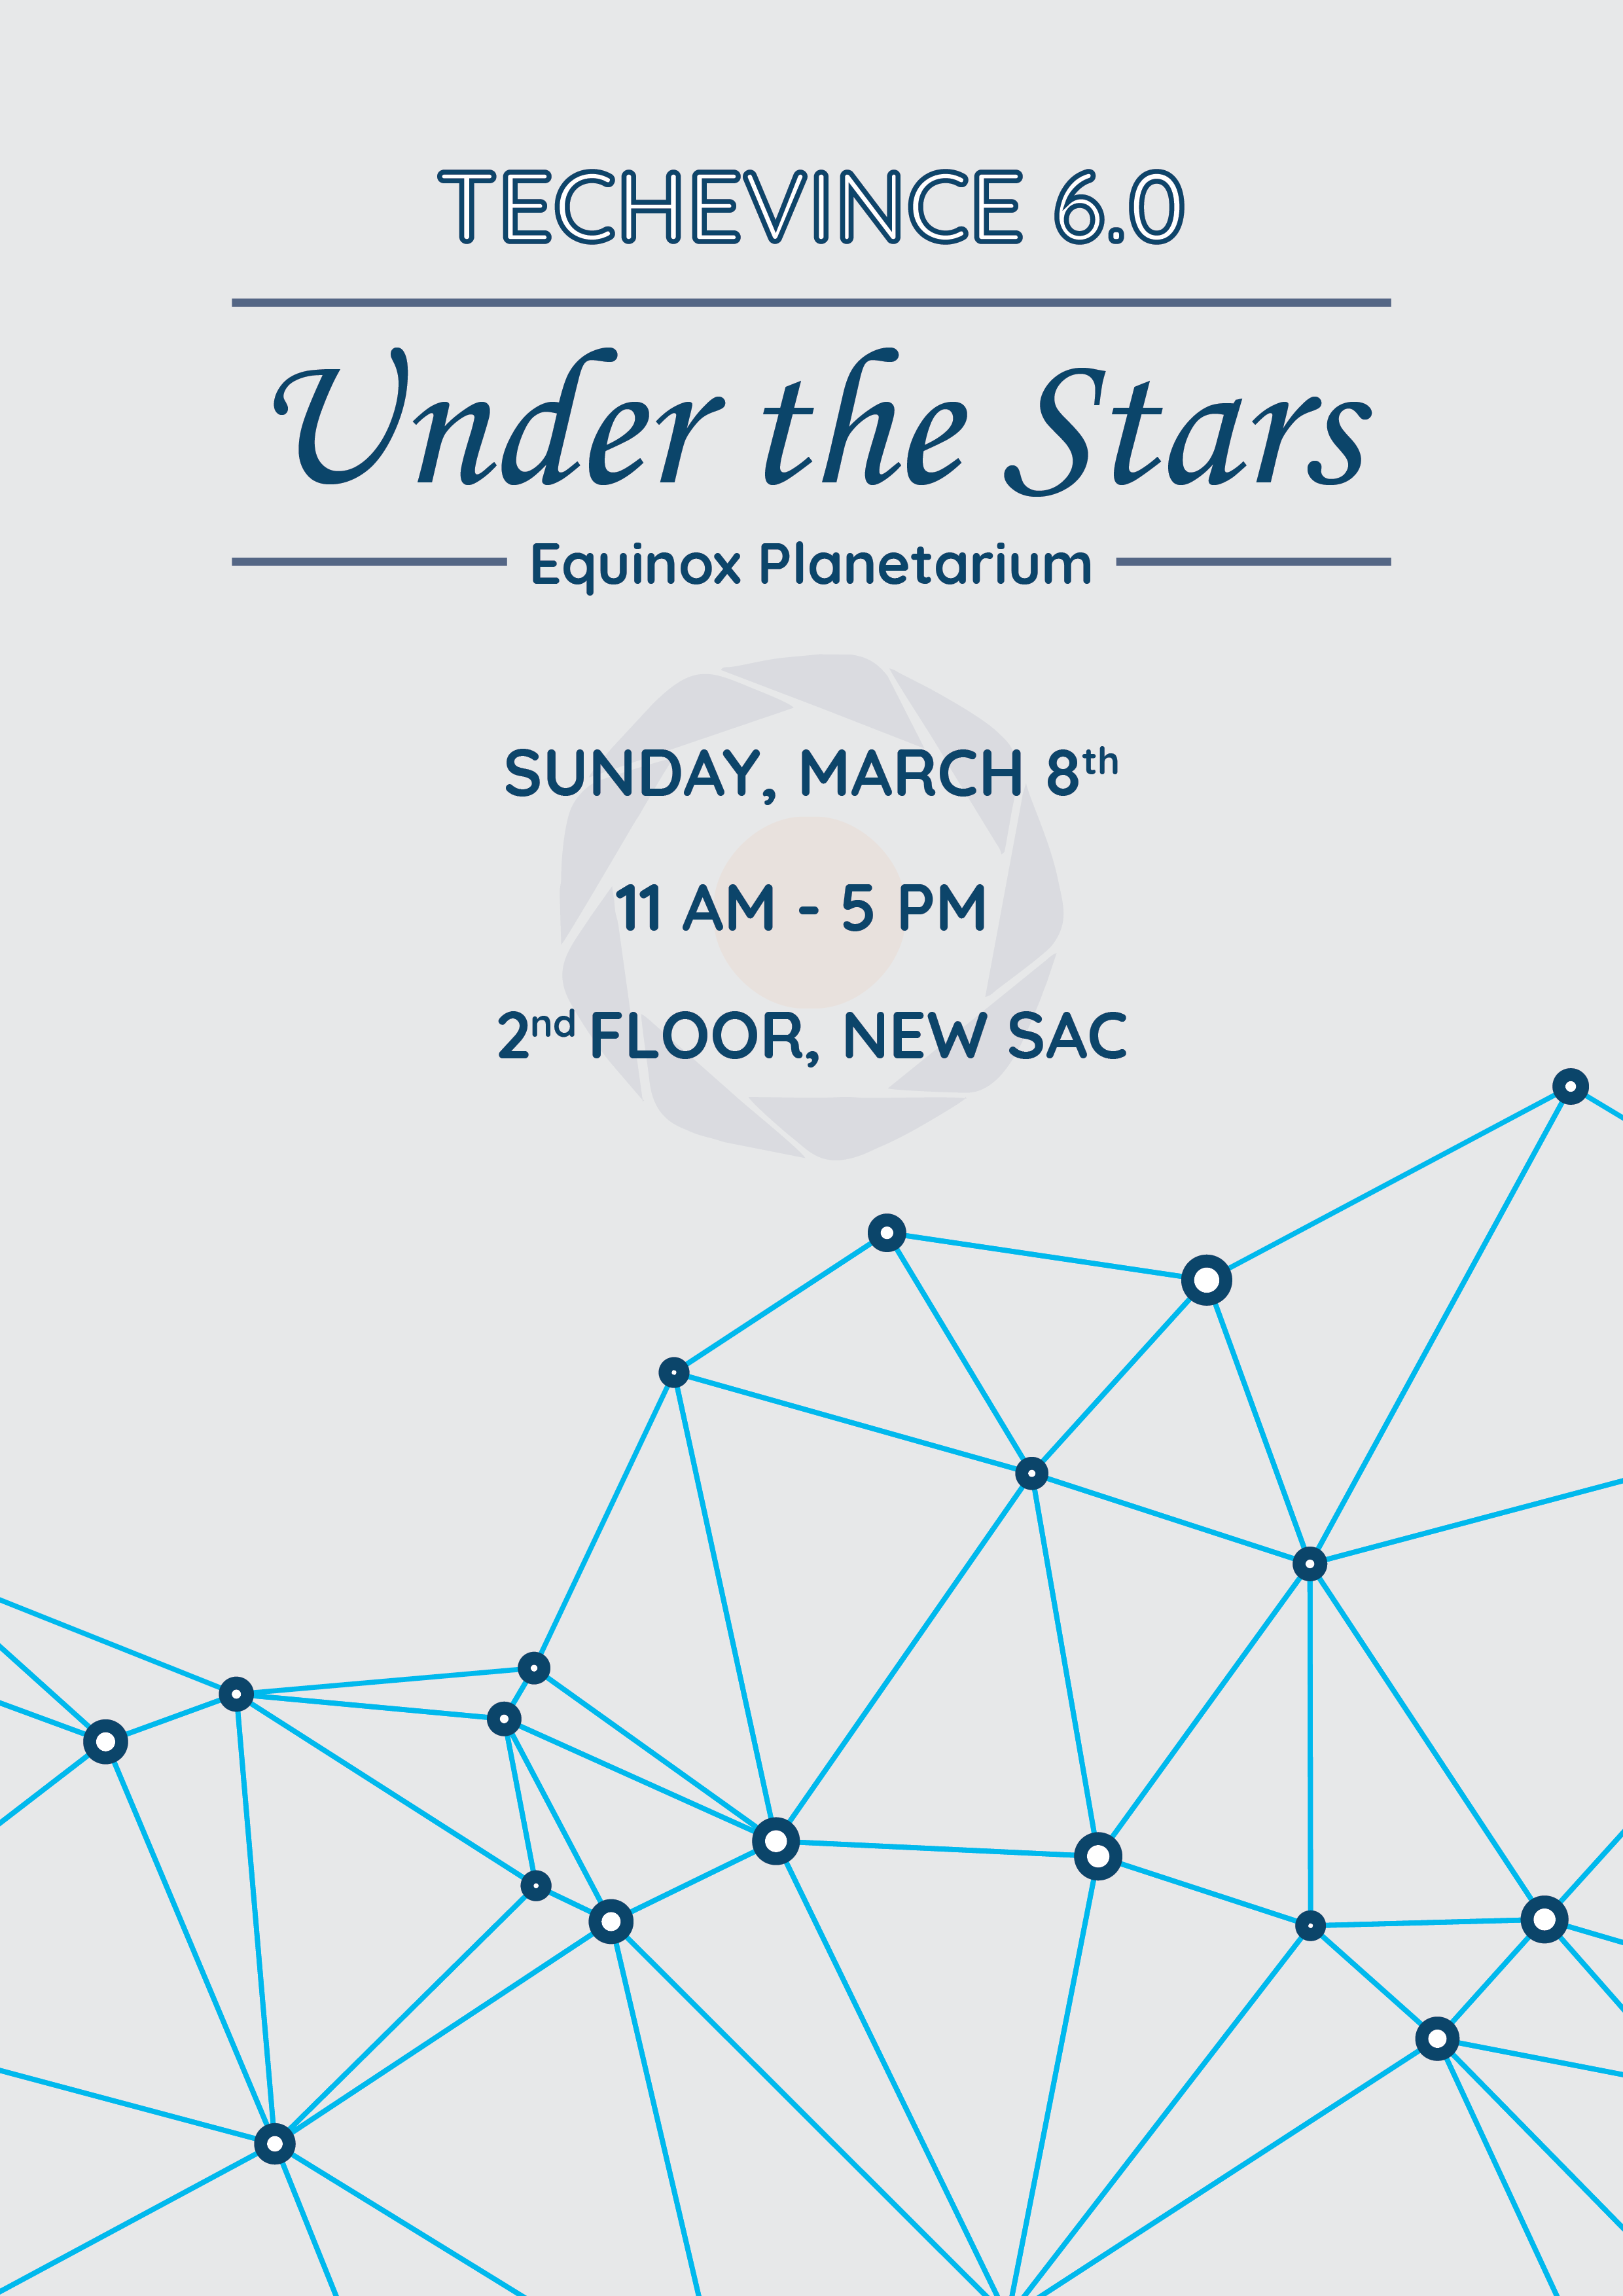 TECHEVINCE 6.0
Under the Stars
Equinox Planetarium
SUNDAY, MARCH 8th
11 AM - 5 PM
2nd FLOOR, NEW SAC